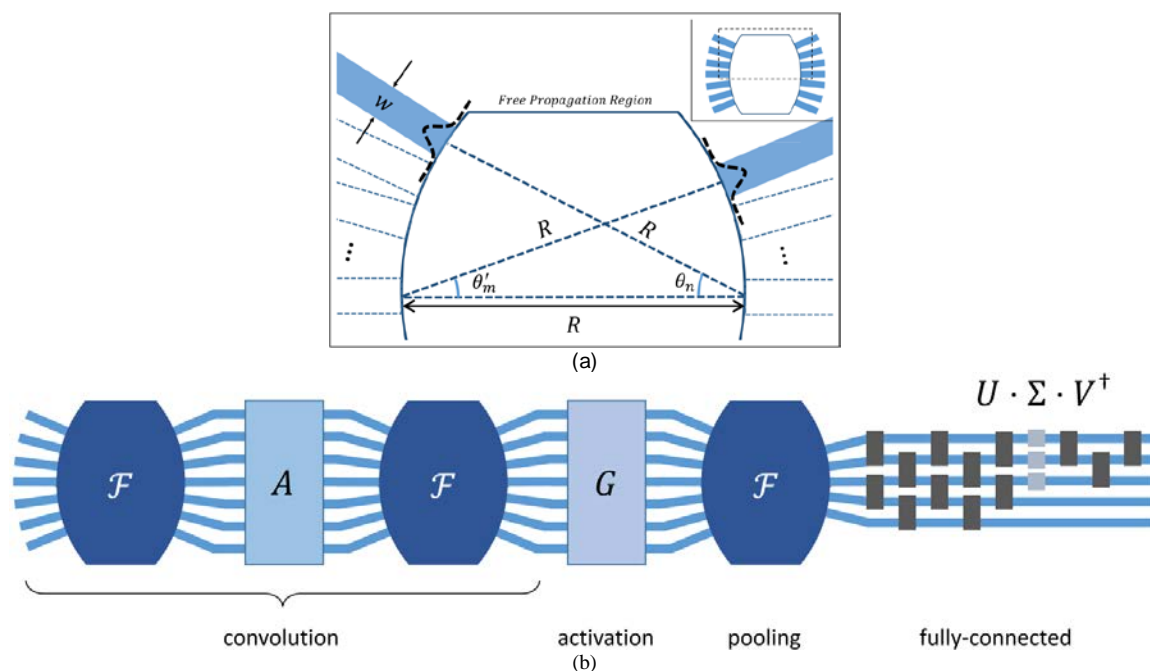 w
Free Propagation Region
R
R
θ′ₘ
θₙ
R
⋮
...
(a)
U · Σ · V†
ℱ
A
ℱ
G
ℱ
convolution
activation
pooling
fully-connected
(b)